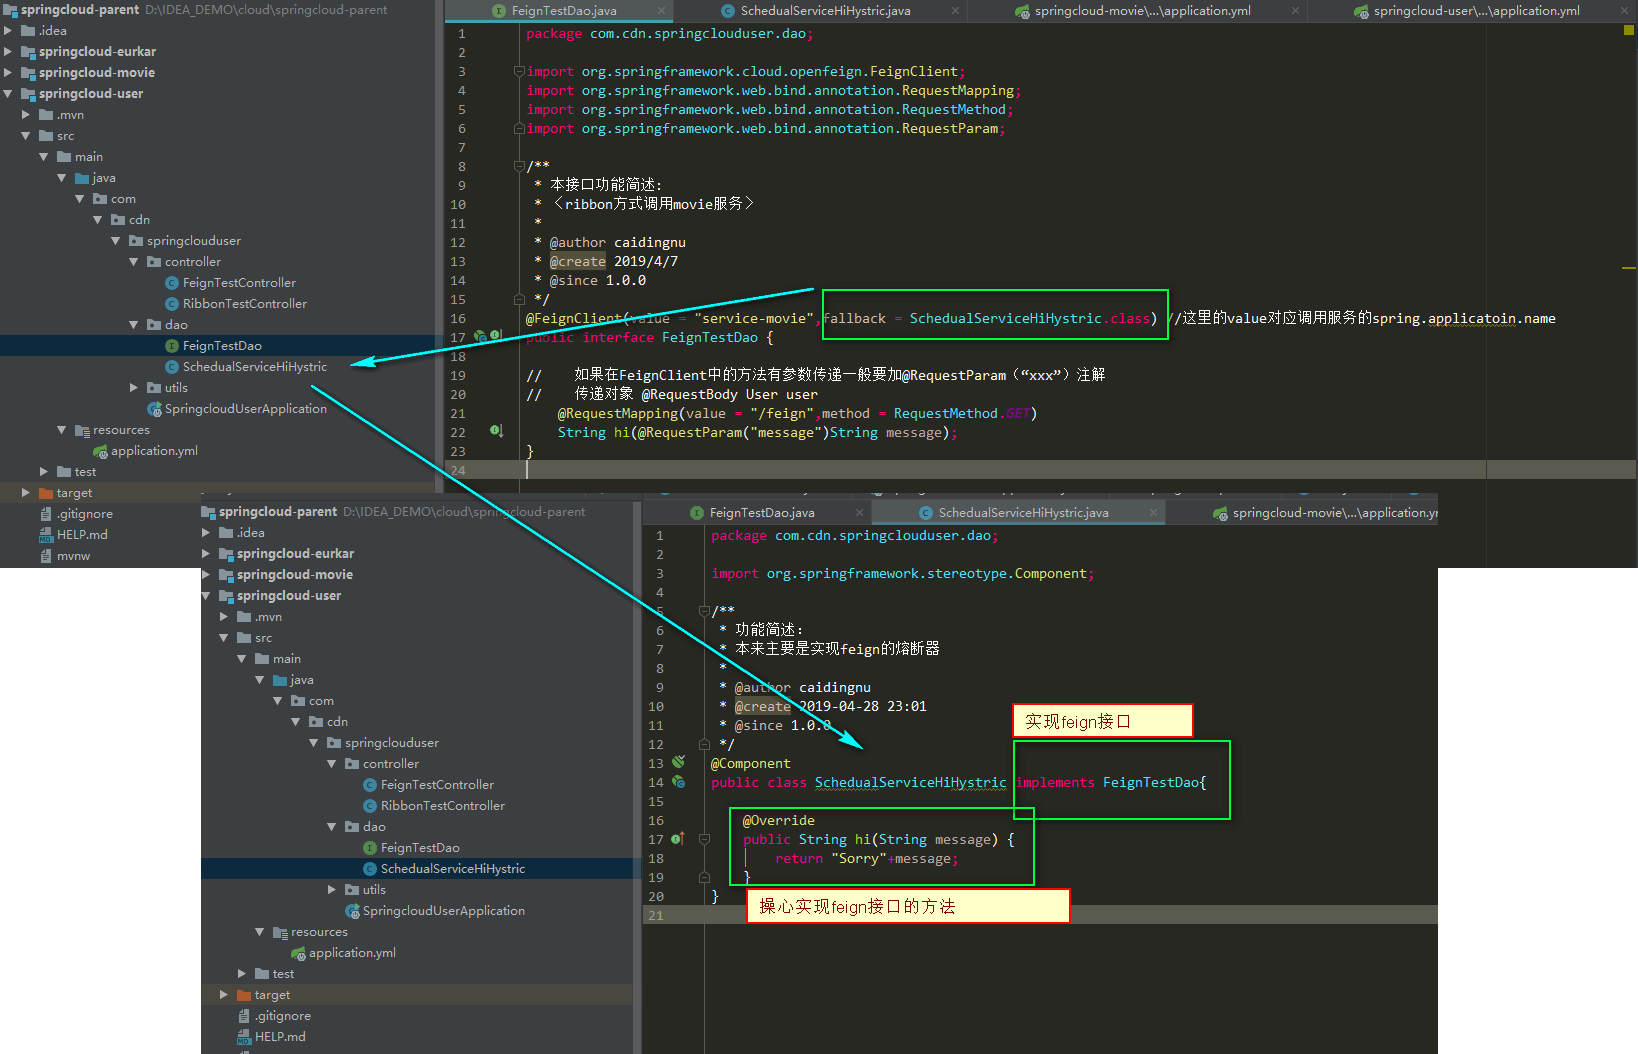 springcloud-parent D:\IDEA_DEMO\cloud\springcloud-parent
.idea
springcloud-eurkar
springcloud-movie
springcloud-user
.mvn
src
main
java
com
cdn
springclouduser
controller
FeignTestController
RibbonTestController
dao
FeignTestDao
SchedualServiceHiHystric
utils
SpringcloudUserApplication
resources
application.yml
test
target
.gitignore
HELP.md
mvnw
FeignTestDao.java
SchedualServiceHiHystric.java
springcloud-movie\...\application.yml
springcloud-user\...\application.yml
1 package com.cdn.springclouduser.dao;
2
3 import org.springframework.cloud.openfeign.FeignClient;
4 import org.springframework.web.bind.annotation.RequestMapping;
5 import org.springframework.web.bind.annotation.RequestMethod;
6 import org.springframework.web.bind.annotation.RequestParam;
7
8 /**
9 * 本接口功能简述:
10 * 〈ribbon方式调用movie服务〉
11 *
12 * @author caidingnu
13 * @create 2019/4/7
14 * @since 1.0.0
15 */
16 @FeignClient(value = "service-movie",fallback = SchedualServiceHiHystric.class) //这里的value对应调用服务的spring.applicatoin.name
17 public interface FeignTestDao {
18
19 // 如果在FeignClient中的方法有参数传递一般要加@RequestParam（“xxx”）注解
20 // 传递对象 @RequestBody User user
21 @RequestMapping(value = "/feign",method = RequestMethod.GET)
22 String hi(@RequestParam("message")String message);
23 }
24
springcloud-parent D:\IDEA_DEMO\cloud\springcloud-parent
.idea
springcloud-eurkar
springcloud-movie
springcloud-user
.mvn
src
main
java
com
cdn
springclouduser
controller
FeignTestController
RibbonTestController
dao
FeignTestDao
SchedualServiceHiHystric
utils
SpringcloudUserApplication
resources
application.yml
test
target
.gitignore
HELP.md
FeignTestDao.java
SchedualServiceHiHystric.java
springcloud-movie\...\application.yr
1 package com.cdn.springclouduser.dao;
2
3 import org.springframework.stereotype.Component;
4
5 /**
6 * 功能简述:
7 * 本来主要是实现feign的熔断器
8 *
9 * @author caidingnu
10 * @create 2019-04-28 23:01
11 * @since 1.0.0
12 */
13 @Component
14 public class SchedualServiceHiHystric implements FeignTestDao{
15
16 @Override
17 public String hi(String message) {
18 return "Sorry"+message;
19 }
20 }
21
实现feign接口
操心实现feign接口的方法